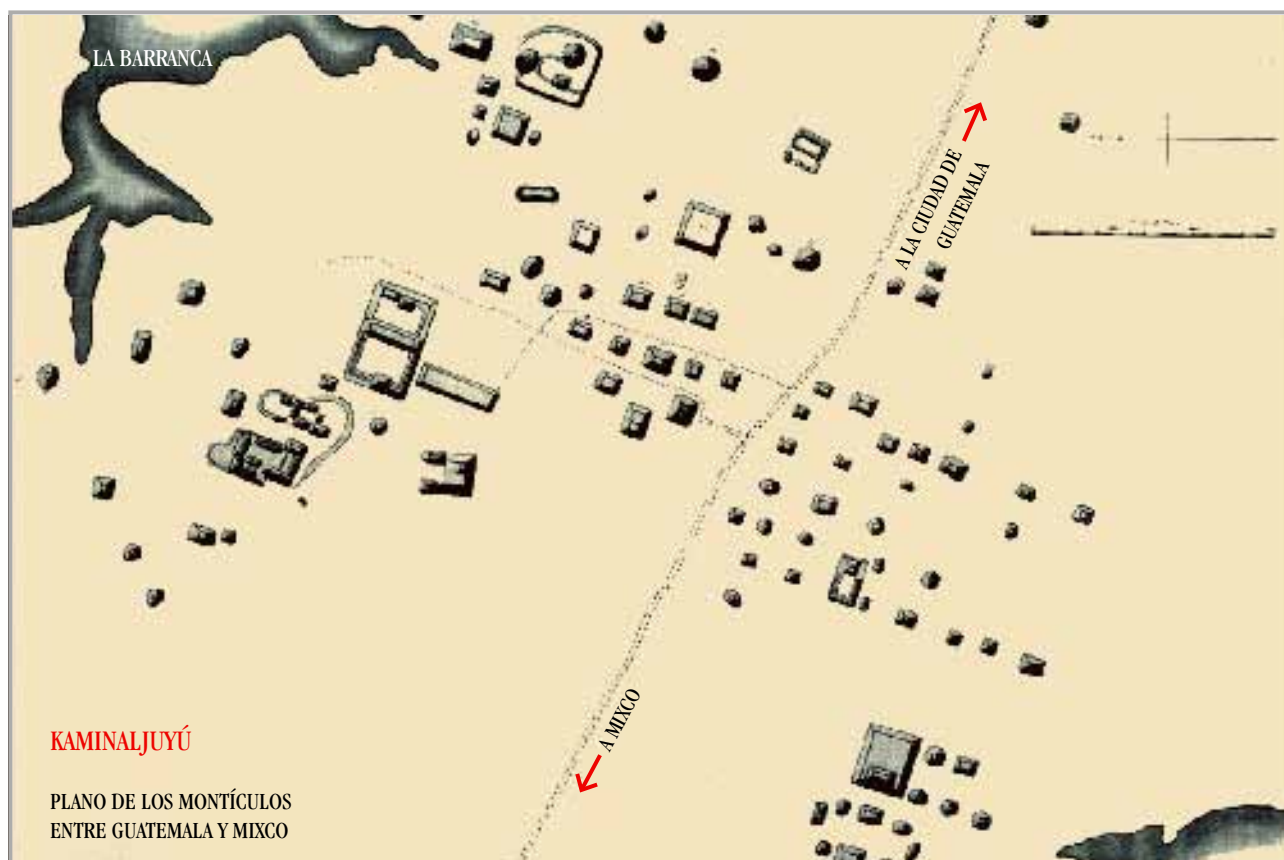 LA BARRANCA
A LA CIUDAD DE
GUATEMALA
A MIXCO
KAMINALJUYÚ
PLANO DE LOS MONTÍCULOS
ENTRE GUATEMALA Y MIXCO